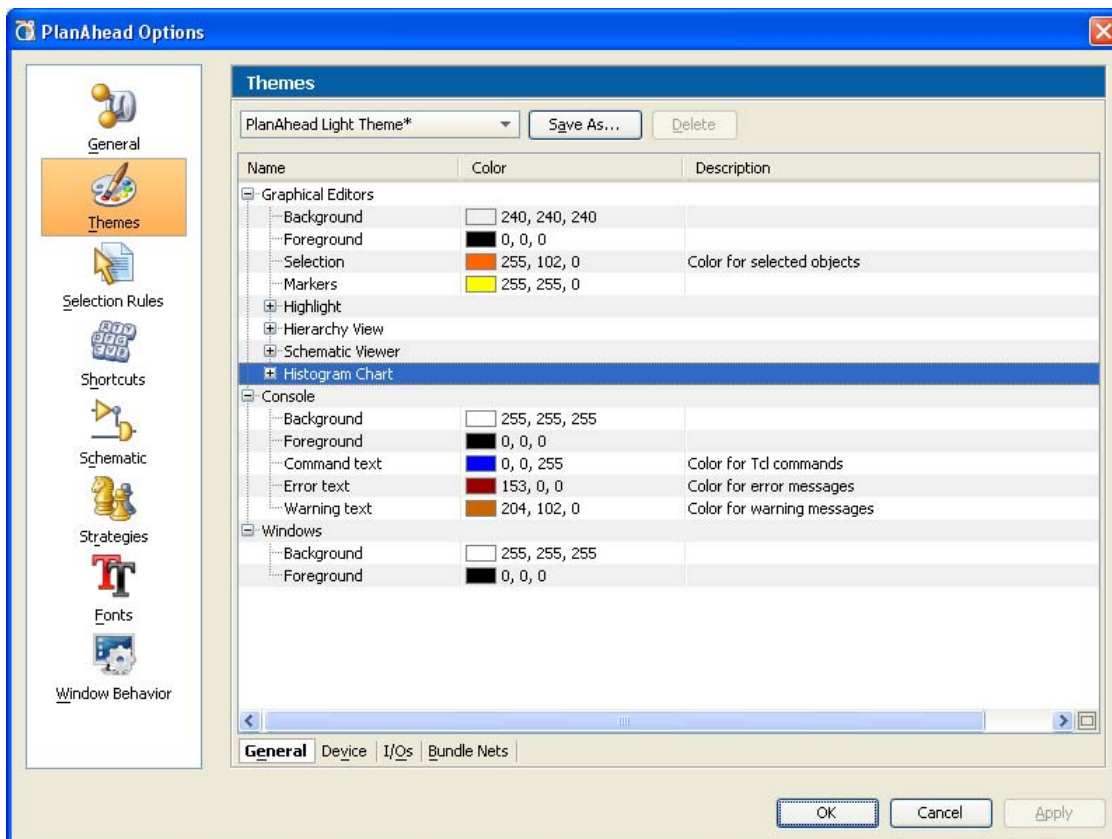 PlanAhead Options
General
Themes
Selection Rules
Shortcuts
Schematic
Strategies
Fonts
Window Behavior
Themes
PlanAhead Light Theme* Save As... Delete
Name Color Description
Graphical Editors
Background 240, 240, 240
Foreground 0, 0, 0
Selection 255, 102, 0 Color for selected objects
Markers 255, 255, 0
Highlight
Hierarchy View
Schematic Viewer
Histogram Chart
Console
Background 255, 255, 255
Foreground 0, 0, 0
Command text 0, 0, 255 Color for Tcl commands
Error text 153, 0, 0 Color for error messages
Warning text 204, 102, 0 Color for warning messages
Windows
Background 255, 255, 255
Foreground 0, 0, 0
General Device I/Os Bundle Nets
OK Cancel Apply